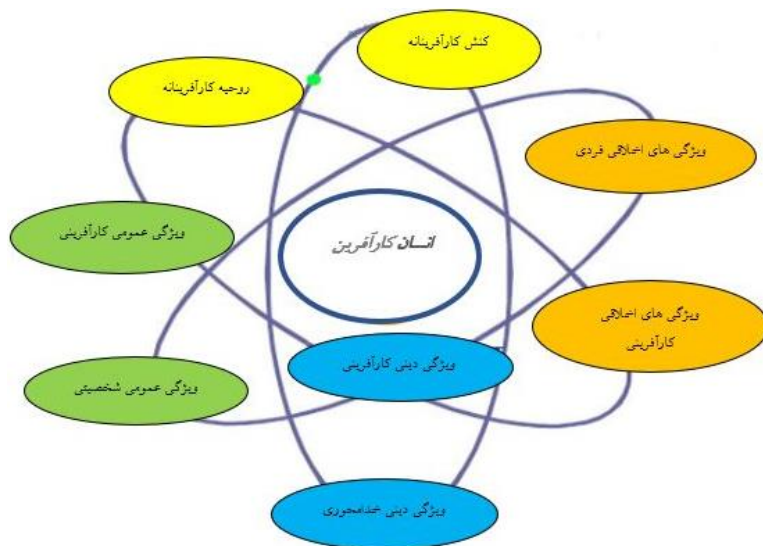 کنش کارآفرینانه
روحیه کارآفرینانه
ویژگی های اخلاقی فردی
ویژگی عمومی کارآفرینی
انسان کارآفرین
ویژگی های اخلاقی
کارآفرینی
ویژگی دینی کارآفرینی
ویژگی عمومی شخصیتی
ویژگی دینی خدامحوری